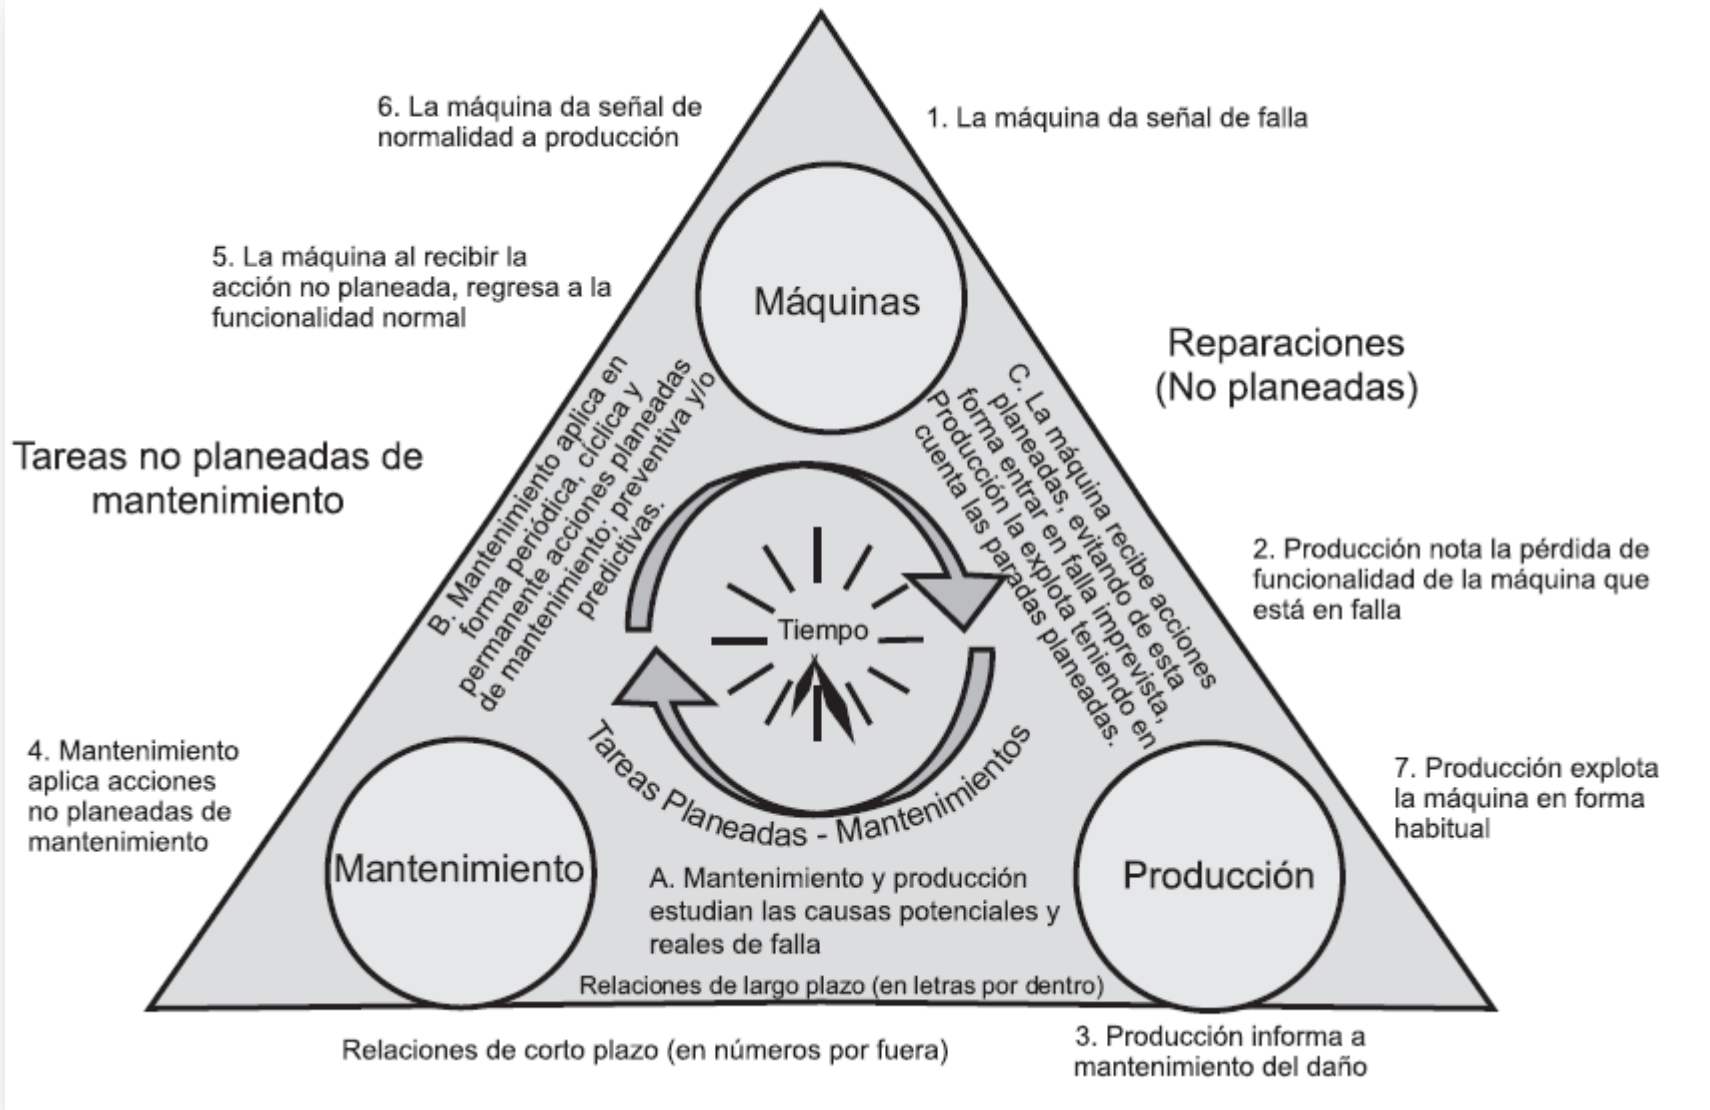 6. La máquina da señal de
normalidad a producción
1. La máquina da señal de falla
5. La máquina al recibir la
acción no planeada, regresa a la
funcionalidad normal
Máquinas
Reparaciones
(No planeadas)
Tareas no planeadas de
mantenimiento
B. Mantenimiento aplica en
forma periódica, cíclica y
permanente acciones planeadas
de mantenimiento; preventiva y/o
predictivas.
C. La máquina recibe acciones
planeadas, evitando de esta
forma entrar en falla imprevista,
Producción la explota teniendo en
cuenta las paradas planeadas.
2. Producción nota la pérdida de
funcionalidad de la máquina que
está en falla
Tiempo
Tareas Planeadas - Mantenimientos
4. Mantenimiento
aplica acciones
no planeadas de
mantenimiento
7. Producción explota
la máquina en forma
habitual
Mantenimiento
Producción
A. Mantenimiento y producción
estudian las causas potenciales y
reales de falla
Relaciones de largo plazo (en letras por dentro)
Relaciones de corto plazo (en números por fuera)
3. Producción informa a
mantenimiento del daño